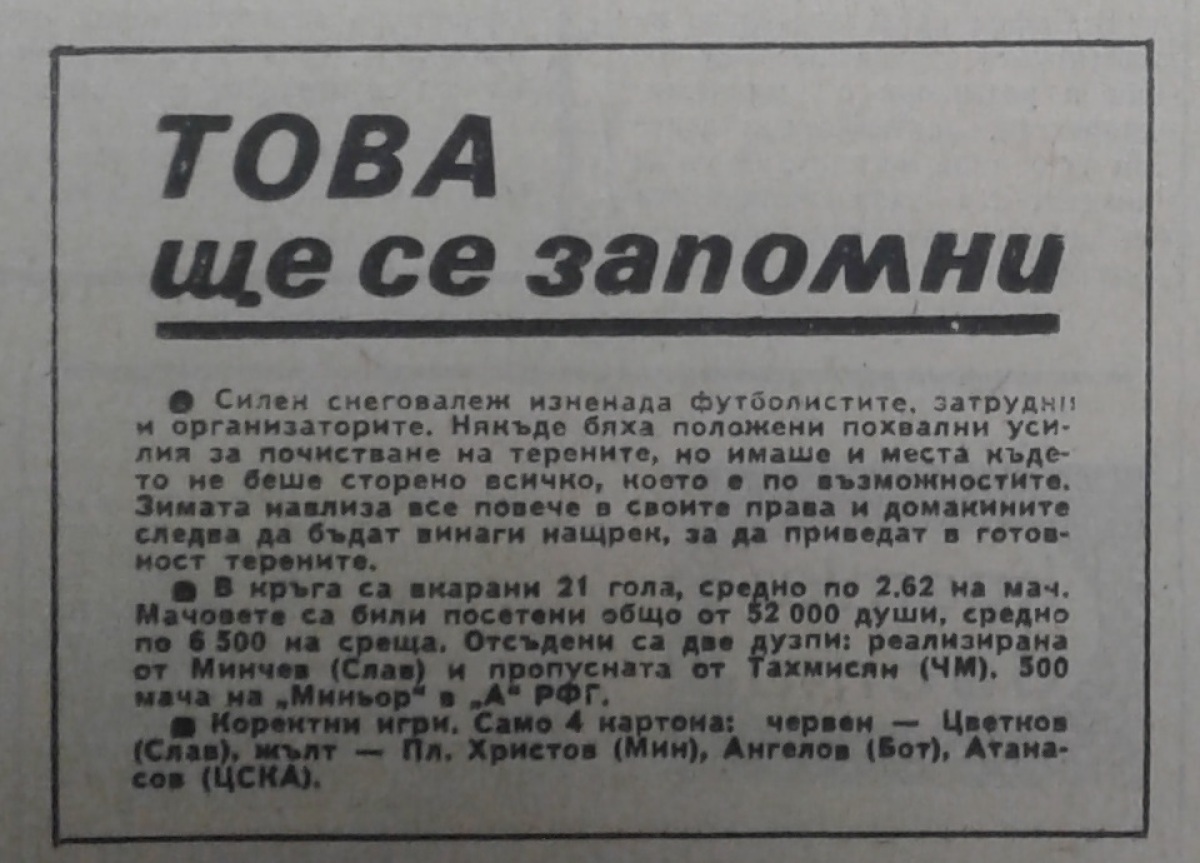 ТОВА
ще се запомни
● Силен снеговалеж изненада футболистите, затрудни
и организаторите. Някъде бяха положени похвални уси-
лия за почистване на терените, но имаше и места къде-
то не беше сторено всичко, което е по възможностите.
Зимата навлиза все повече в своите права и домакините
следва да бъдат винаги нащрек, за да приведат в готов-
ност терените.
● В кръга са вкарани 21 гола, средно по 2.62 на мач.
Мачовете са били посетени общо от 52 000 души, средно
по 6 500 на среща. Отсъдени са две дузпи: реализирана
от Минчев (Слав) и пропусната от Тахмисян (ЧМ). 500
мача на „Миньор“ в „А“ РФГ.
● Коректни игри. Само 4 картона: червен — Цветков
(Слав), жълт — Пл. Христов (Мин), Ангелов (Бот), Атана-
сов (ЦСКА).